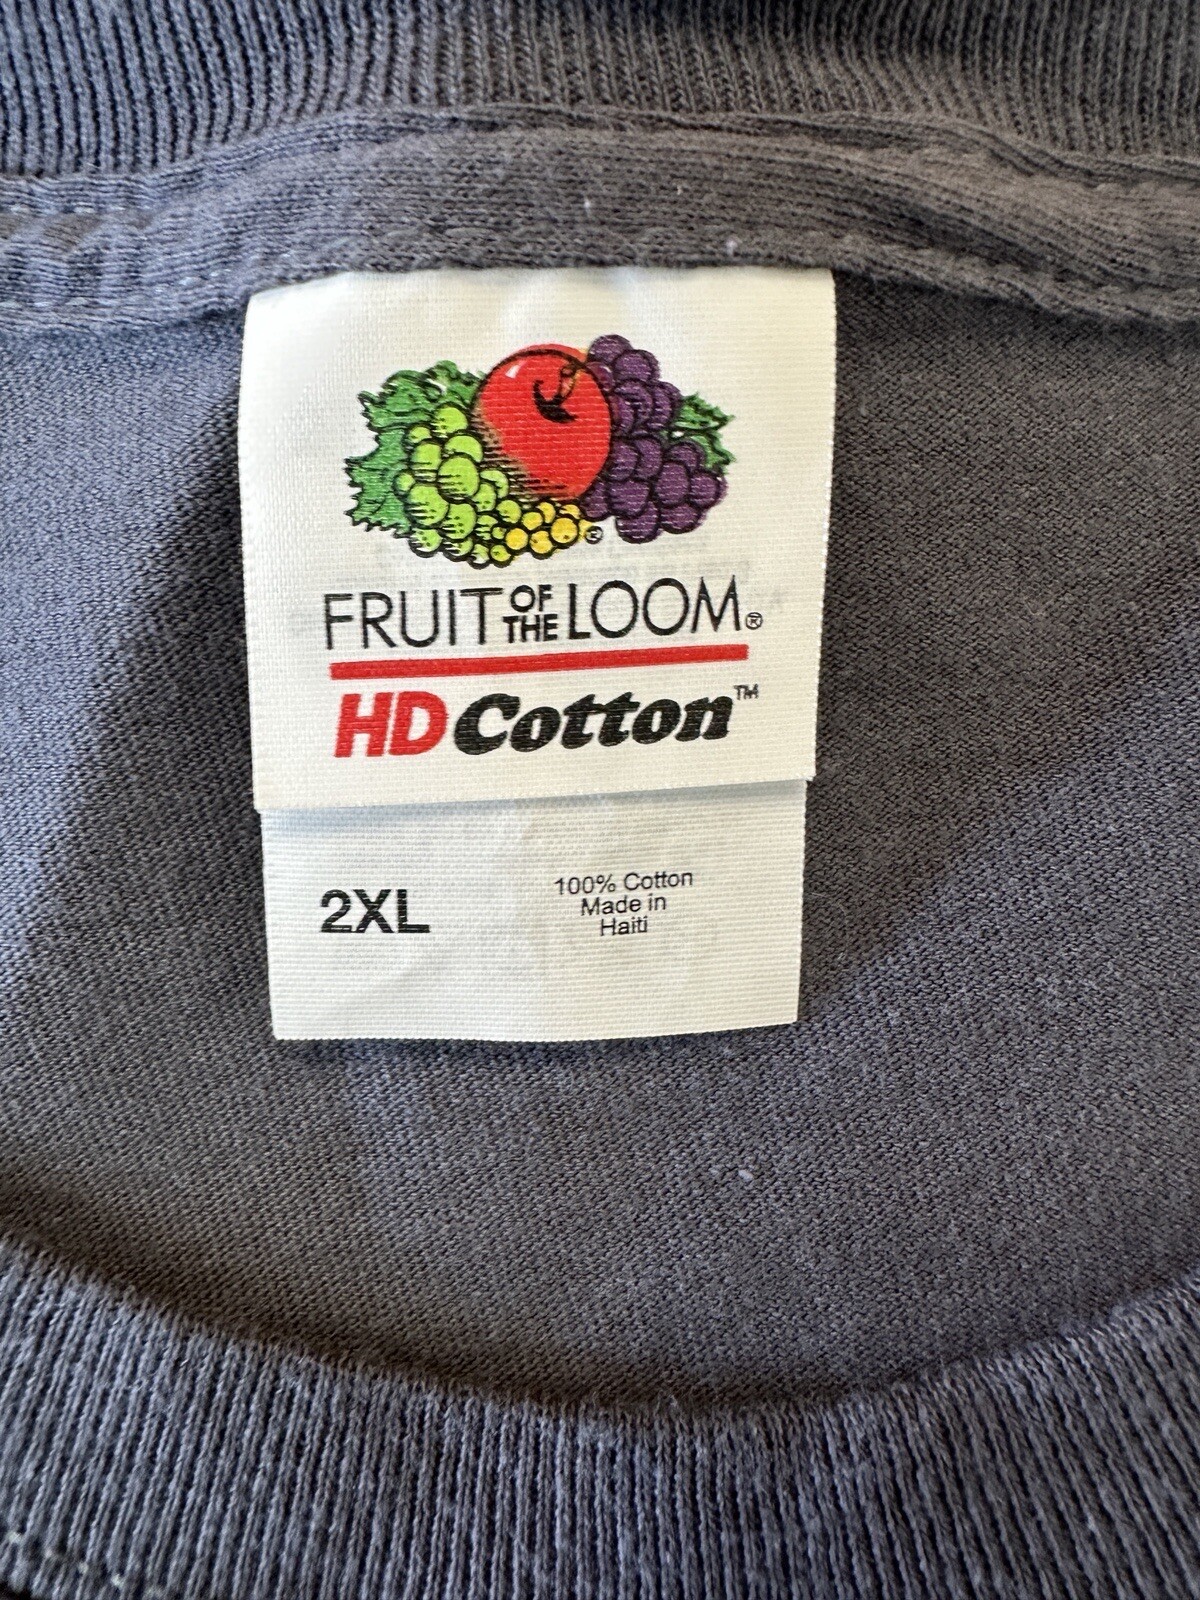 FRUIT OF THE LOOM®
HD Cotton™
2XL
100% Cotton
Made in
Haiti